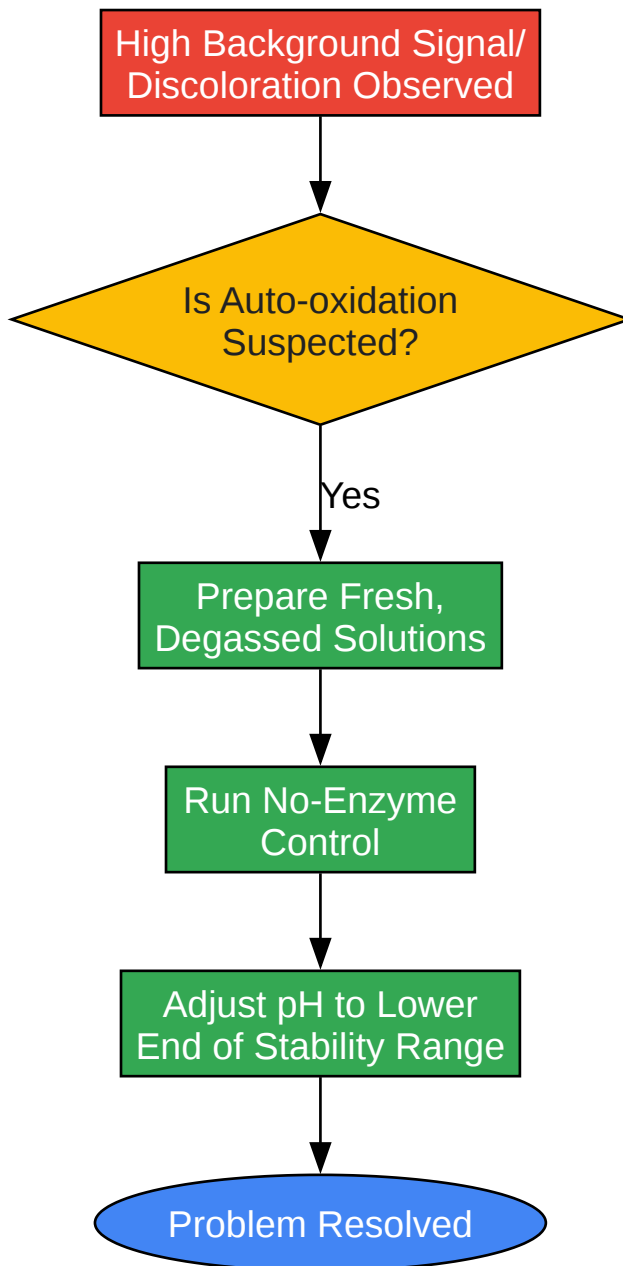 High Background Signal/
Discoloration Observed
Is Auto-oxidation
Suspected?
Yes
Prepare Fresh,
Degassed Solutions
Run No-Enzyme
Control
Adjust pH to Lower
End of Stability Range
Problem Resolved